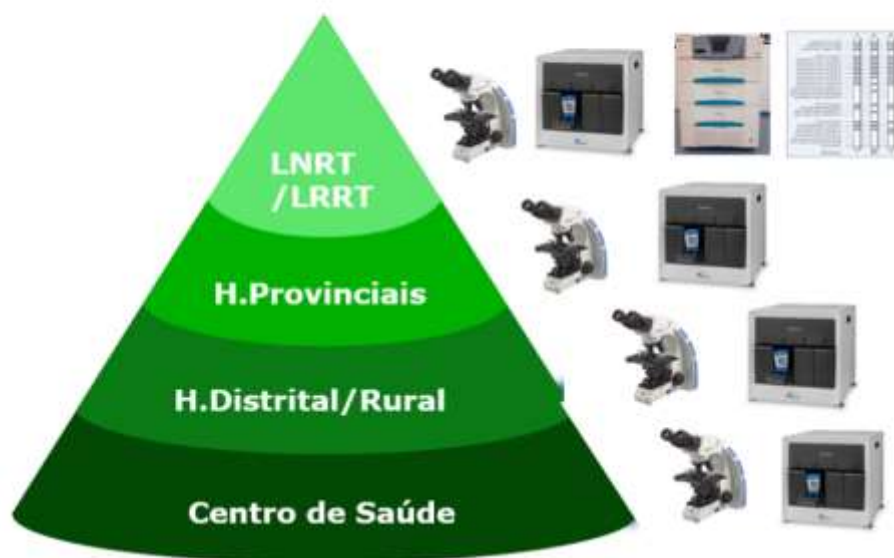 LNRT
/LRRT
H.Provinciais
H.Distrital/Rural
Centro de Saúde